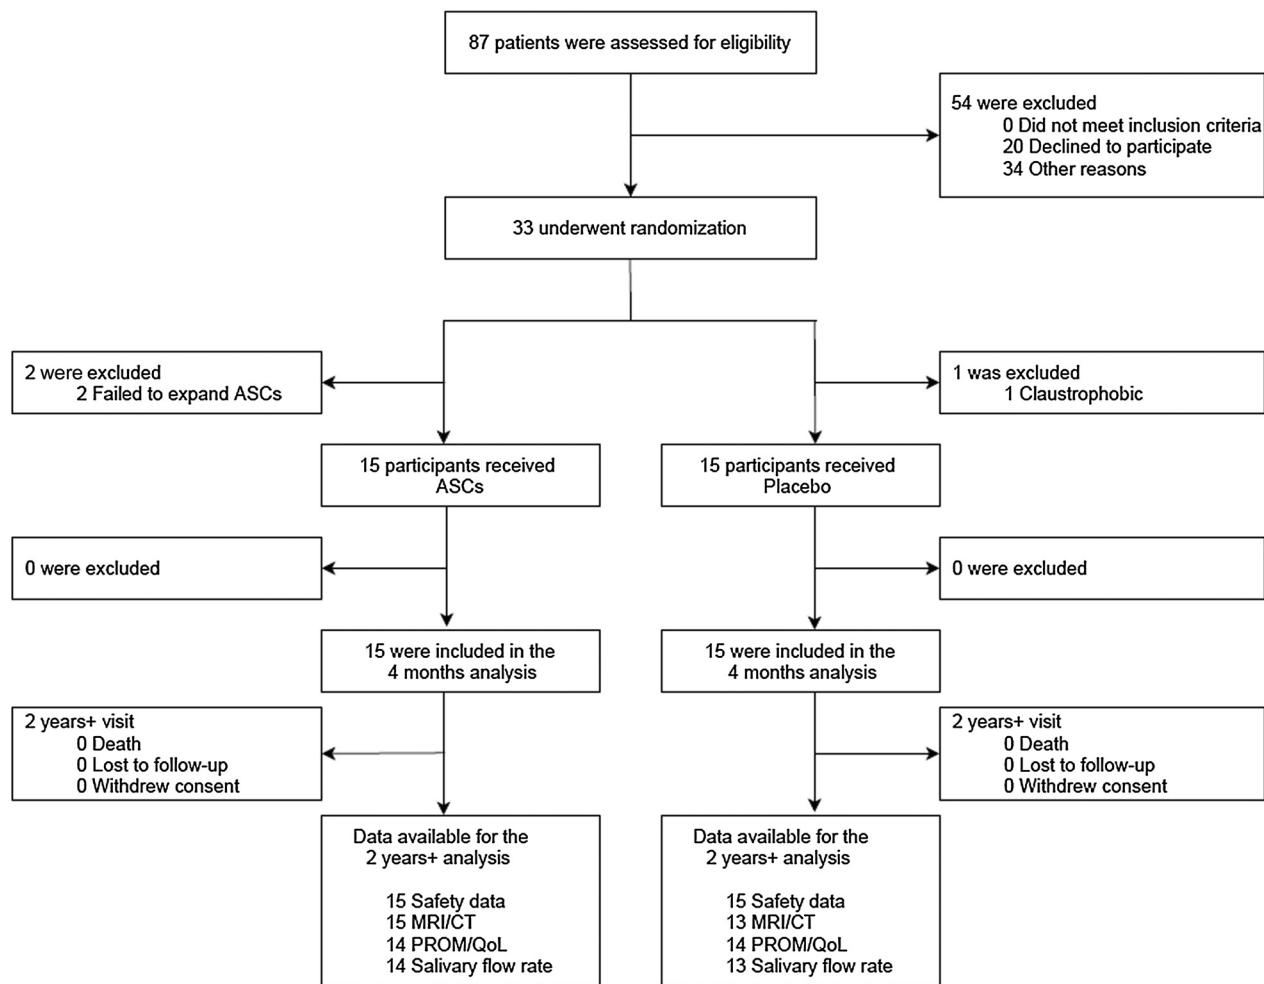 87 patients were assessed for eligibility
54 were excluded
0 Did not meet inclusion criteria
20 Declined to participate
34 Other reasons
33 underwent randomization
2 were excluded
2 Failed to expand ASCs
1 was excluded
1 Claustrophobic
15 participants received
ASCs
15 participants received
Placebo
0 were excluded
0 were excluded
15 were included in the
4 months analysis
15 were included in the
4 months analysis
2 years+ visit
0 Death
0 Lost to follow-up
0 Withdrew consent
2 years+ visit
0 Death
0 Lost to follow-up
0 Withdrew consent
Data available for the
2 years+ analysis
15 Safety data
15 MRI/CT
14 PROM/QoL
14 Salivary flow rate
Data available for the
2 years+ analysis
15 Safety data
13 MRI/CT
14 PROM/QoL
13 Salivary flow rate